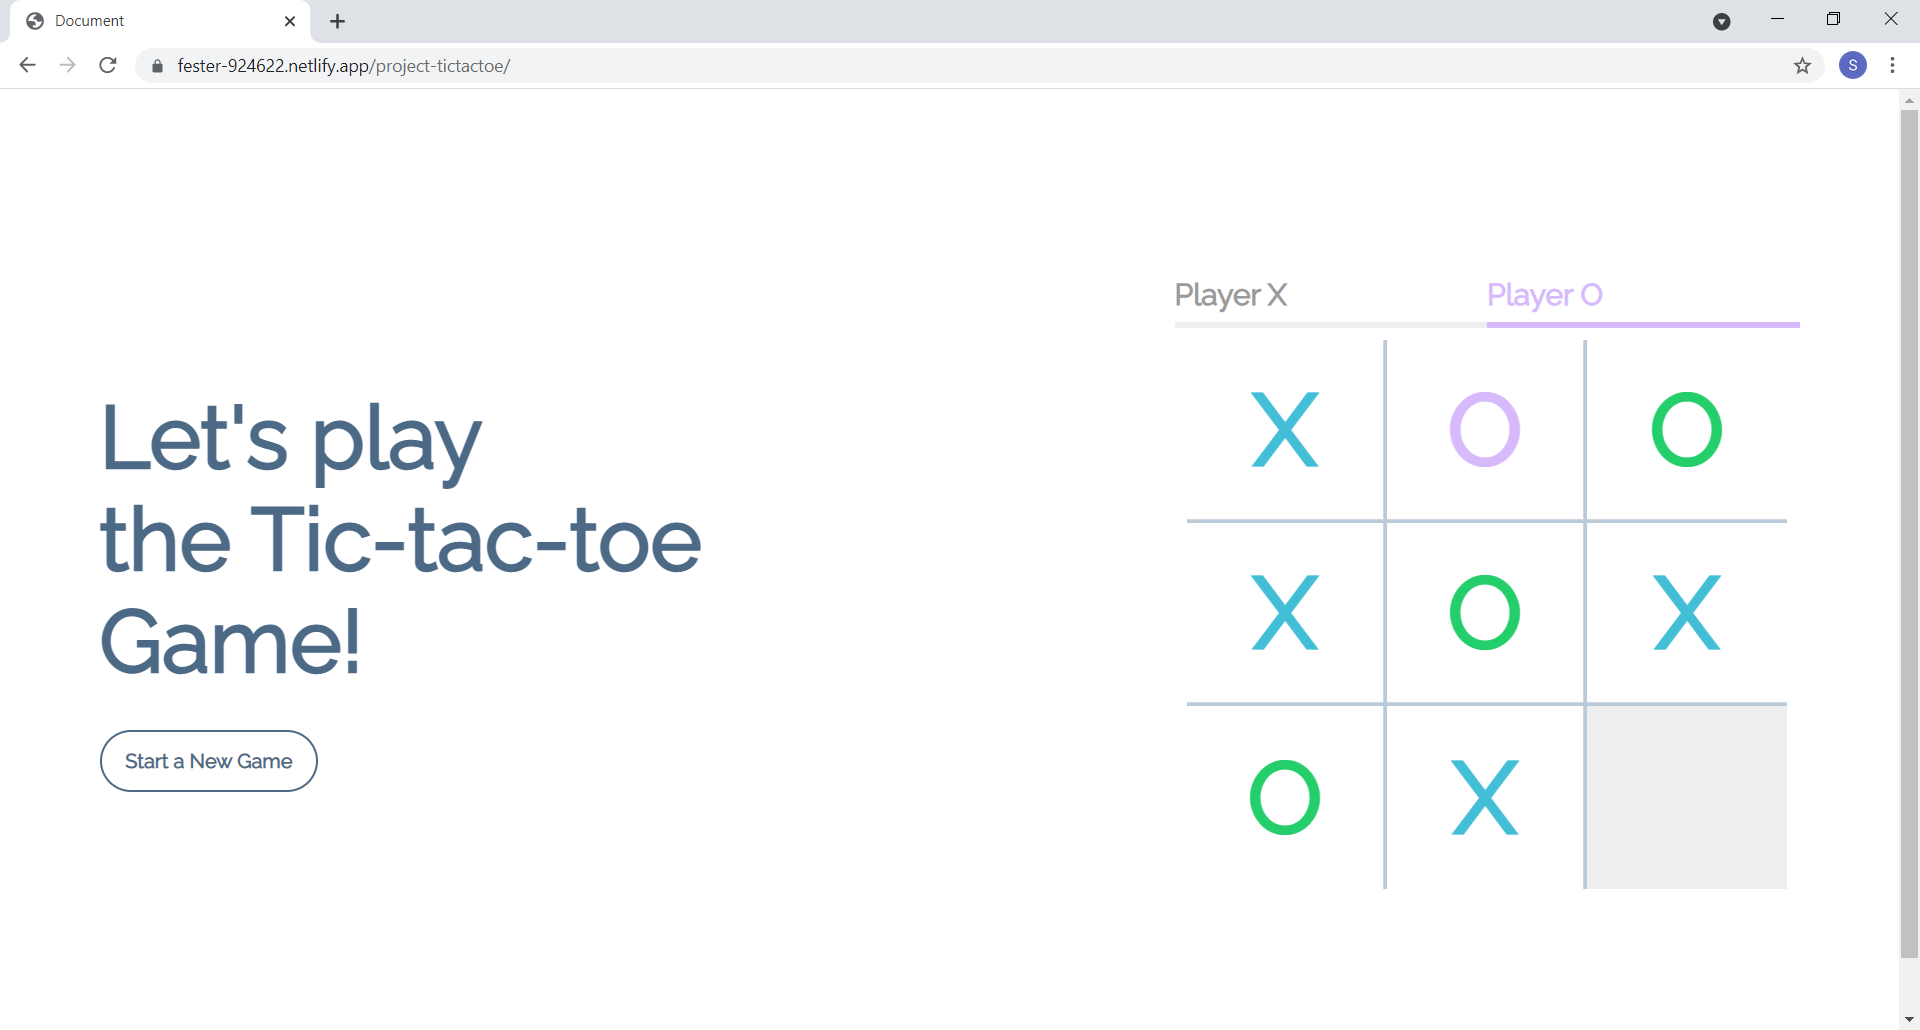 Document
fester-924622.netlify.app/project-tictactoe/
S
Player X
Player O
X O O
X O X
O X
Let's play
the Tic-tac-toe
Game!
Start a New Game